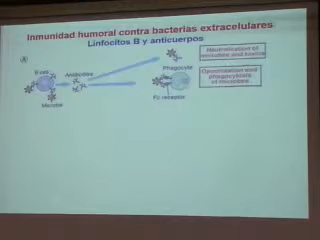 Inmunidad humoral contra bacterias extracelulares
Linfocitos B y anticuerpos
A
B cell
Antibodies
Microbe
Phagocyte
Fc receptor
Neutralization of
microbe and toxins
Opsonization and
phagocytosis
of microbes